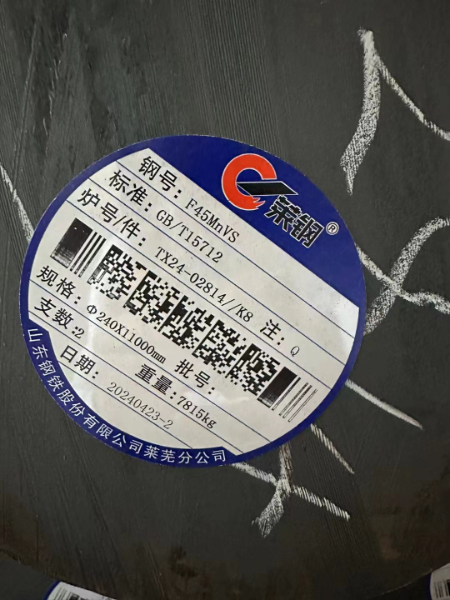 莱钢®
钢号: F45MnVS
标准: GB/T15712
炉号/件: TX24-02814//K8 注: Q
规格: Φ240X11000mm 批号:
支数:2 重量:7815kg
日期: 20240423-2
山东钢铁股份有限公司莱芜分公司